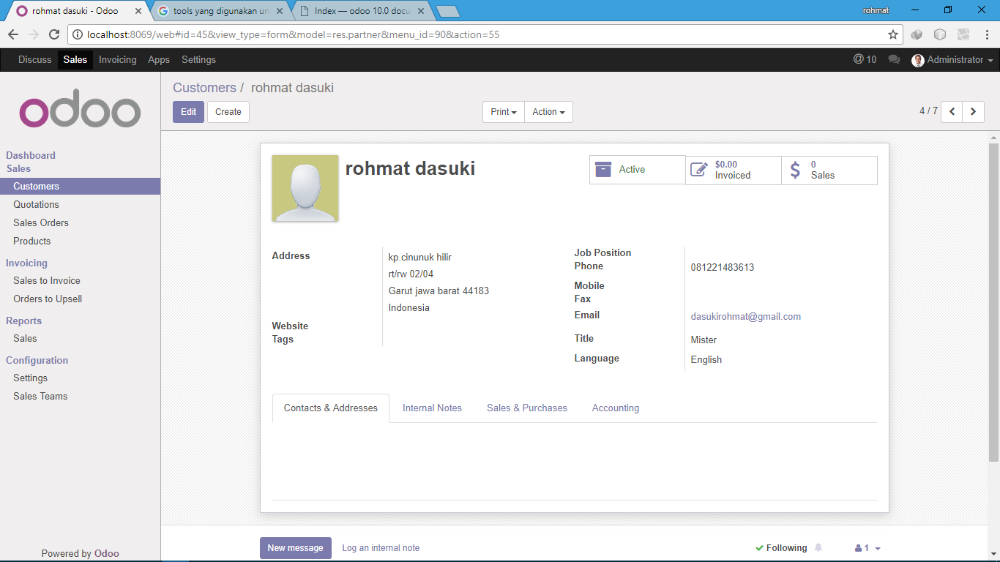 rohmat dasuki - Odoo
tools yang digunakan un
Index — odoo 10.0 docu
rohmat
localhost:8069/web#id=45&view_type=form&model=res.partner&menu_id=90&action=55
Discuss Sales Invoicing Apps Settings
@ 10 Administrator
odoo
Dashboard
Sales
Customers
Quotations
Sales Orders
Products
Invoicing
Sales to Invoice
Orders to Upsell
Reports
Sales
Configuration
Settings
Sales Teams
Powered by Odoo
Customers / rohmat dasuki
Edit Create Print Action 4 / 7
rohmat dasuki
Active
$0.00
Invoiced
$ 0
Sales
Address
kp.cinunuk hilir
rt/rw 02/04
Garut jawa barat 44183
Indonesia
Website
Tags
Job Position
Phone 081221483613
Mobile
Fax
Email dasukirohmat@gmail.com
Title Mister
Language English
Contacts & Addresses Internal Notes Sales & Purchases Accounting
New message Log an internal note Following 1